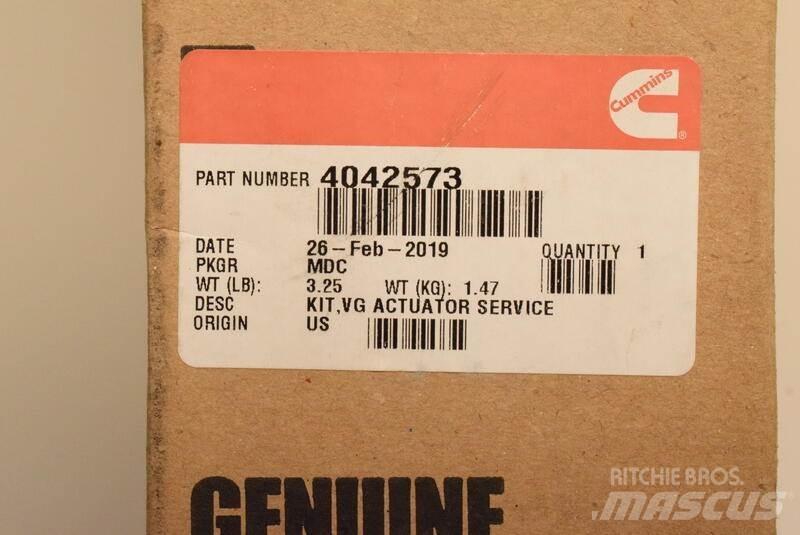 Cummins
®
PART NUMBER 4042573
DATE 26-Feb-2019 QUANTITY 1
PKGR MDC
WT (LB): 3.25 WT (KG): 1.47
DESC KIT,VG ACTUATOR SERVICE
ORIGIN US
GENUINE
RITCHIE BROS.
MASCUS